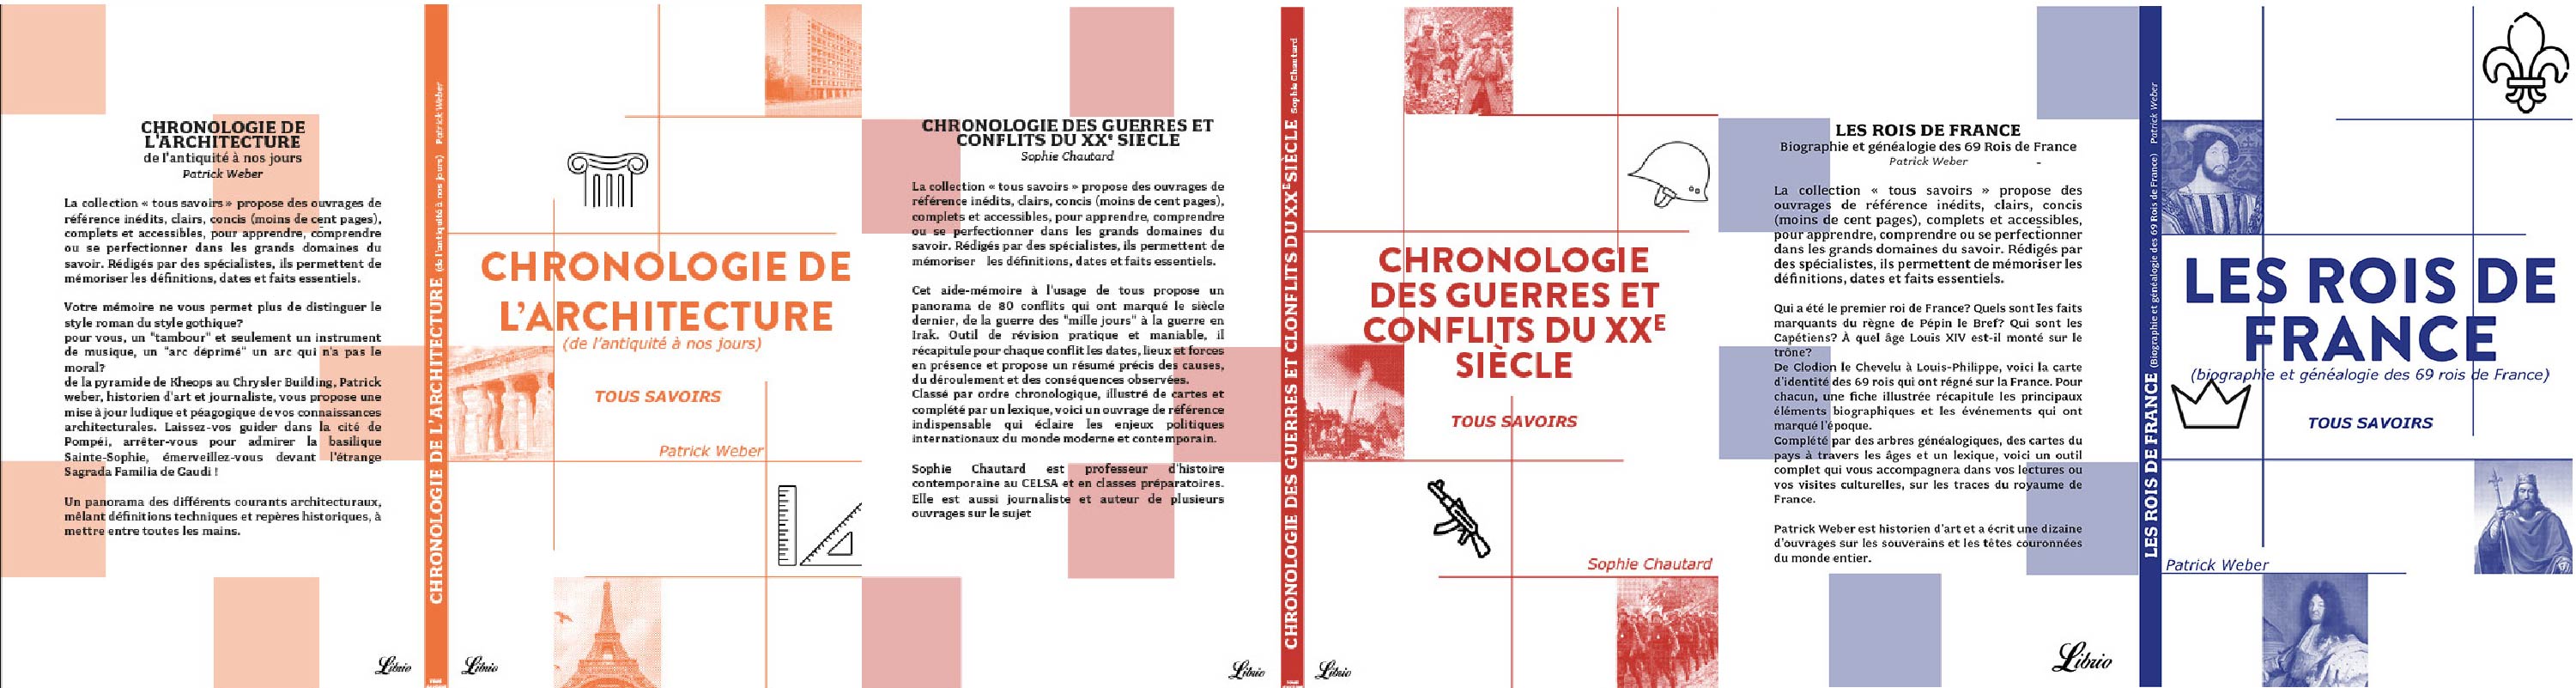 CHRONOLOGIE DE
L'ARCHITECTURE
de l'antiquité à nos jours
Patrick Weber
La collection « tous savoirs » propose des ouvrages de
référence inédits, clairs, concis (moins de cent pages),
complets et accessibles, pour apprendre, comprendre
ou se perfectionner dans les grands domaines du
savoir. Rédigés par des spécialistes, ils permettent de
mémoriser les définitions, dates et faits essentiels.
Votre mémoire ne vous permet plus de distinguer le
style roman du style gothique?
pour vous, un "tambour" et seulement un instrument
de musique, un "arc déprimé" un arc qui n'a pas le
moral?
de la pyramide de Kheops au Chrysler Building, Patrick
weber, historien d'art et journaliste, vous propose une
mise à jour ludique et péagogique de vos connaissances
architecturales. Laissez-vos guider dans la cité de
Pompéi, arrêter-vous pour admirer la basilique
Sainte-Sophie, émerveillez-vous devant l'étrange
Sagrada Familia de Gaudi !
Un panorama des différents courants architecturaux,
mêlant définitions techniques et repères historiques, à
mettre entre toutes les mains.
Librio
CHRONOLOGIE DE L'ARCHITECTURE (de l'antiquité à nos jours) Patrick Weber
CHRONOLOGIE DE
L'ARCHITECTURE
(de l'antiquité à nos jours)
TOUS SAVOIRS
Patrick Weber
Librio
CHRONOLOGIE DES GUERRES ET
CONFLITS DU XXE SIÈCLE
Sophie Chautard
La collection « tous savoirs » propose des ouvrages de
référence inédits, clairs, concis (moins de cent pages),
complets et accessibles, pour apprendre, comprendre
ou se perfectionner dans les grands domaines du
savoir. Rédigés par des spécialistes, ils permettent de
mémoriser les définitions, dates et faits essentiels.
Cet aide-mémoire à l'usage de tous propose un
panorama de 80 conflits qui ont marqué le siècle
dernier, de la guerre des "mille jours" à la guerre en
Irak. Outil de révision pratique et maniable, il
récapitule pour chaque conflit les dates, lieux et forces
en présence et propose un résumé précis des causes,
du déroulement et des conséquences observées.
Classé par ordre chronologique, illustré de cartes et
complété par un lexique, voici un ouvrage de référence
indispensable qui éclaire les enjeux politiques
internationaux du monde moderne et contemporain.
Sophie Chautard est professeur d'histoire
contemporaine au CELSA et en classes préparatoires.
Elle est aussi journaliste et auteur de plusieurs
ouvrages sur le sujet
Librio
CHRONOLOGIE DES GUERRES ET CLONFLITS DU XXE SIÈCLE Sophie Chautard
CHRONOLOGIE
DES GUERRES ET
CONFLITS DU XXE
SIÈCLE
TOUS SAVOIRS
Sophie Chautard
Librio
LES ROIS DE FRANCE
Biographie et généalogie des 69 Rois de France
Patrick Weber -
La collection « tous savoirs » propose des
ouvrages de référence inédits, clairs, concis
(moins de cent pages), complets et accessibles,
pour apprendre, comprendre ou se perfectionner
dans les grands domaines du savoir. Rédigés par
des spécialistes, ils permettent de mémoriser les
définitions, dates et faits essentiels.
Qui a été le premier roi de France? Quels sont les faits
marquants du règne de Pépin le Bref? Qui sont les
Capétiens? À quel âge Louis XIV est-il monté sur le
trône?
De Clodion le Chevelu à Louis-Philippe, voici la carte
d'identité des 69 rois qui ont régné sur la France. Pour
chacun, une fiche illustrée récapitule les principaux
éléments biographiques et les événements qui ont
marqué l'époque.
Complété par des arbres généalogiques, des cartes du
pays à travers les âges et un lexique, voici un outil
complet qui vous accompagnera dans vos lectures ou
vos visites culturelles, sur les traces du royaume de
France.
Patrick Weber est historien d'art et a écrit une dizaine
d'ouvrages sur les souverains et les têtes couronnées
du monde entier.
Librio
LES ROIS DE FRANCE (Biographie et généalogie des 69 Rois de France) Patrick Weber
LES ROIS DE
FRANCE
(biographie et généalogie des 69 rois de France)
TOUS SAVOIRS
Patrick Weber